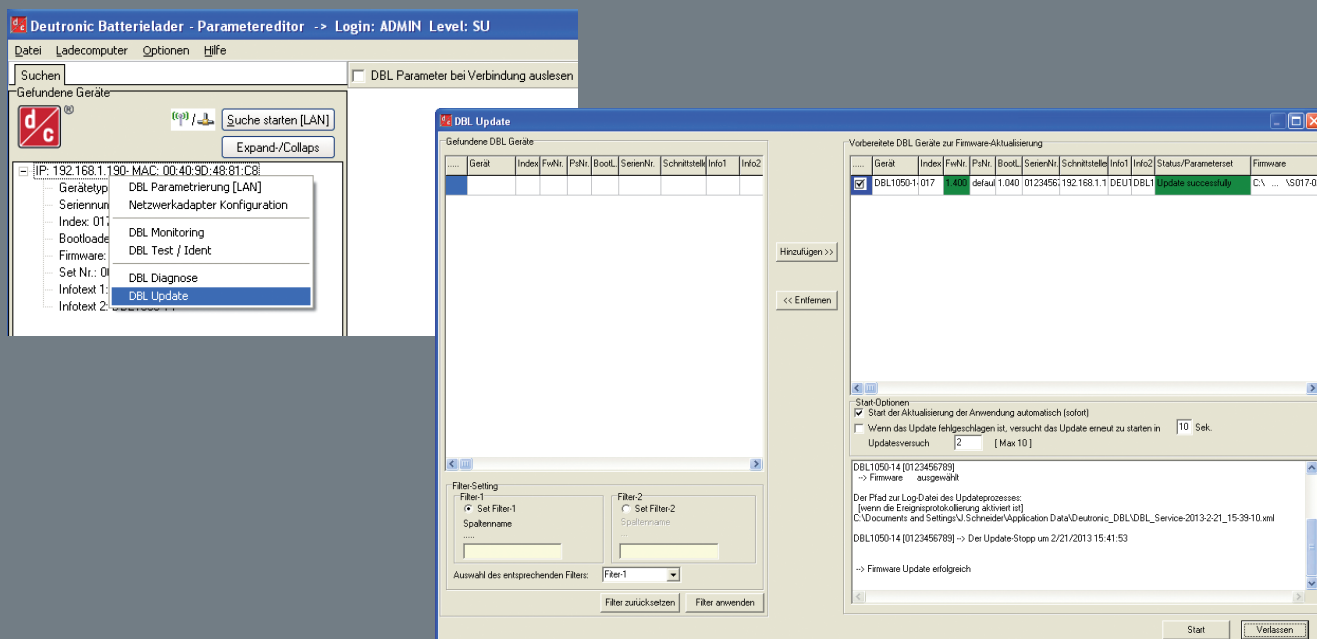 Deutronic Batterielader - Parametereditor -> Login: ADMIN Level: SU
Datei Ladecomputer Optionen Hilfe
Suchen
DBL Parameter bei Verbindung auslesen
Gefundene Geräte
d/c ®
Suche starten [LAN]
Expand-/Collaps
IP: 192.168.1.190- MAC: 00:40:9D:48:81:C8
Gerätetyp
Seriennun
Index: 017
Bootloade
Firmware:
Set Nr.: 00
Infotext 1:
Infotext 2:
DBL Parametrierung [LAN]
Netzwerkadapter Konfiguration
DBL Monitoring
DBL Test / Ident
DBL Diagnose
DBL Update
DBL Update
Gefundene DBL Geräte
..... Gerät Index FwNr. PsNr. BootL. SerienNr. Schnittstelle Info1 Info2
Hinzufügen >>
<< Entfernen
Filter-Setting
Filter-1
Set Filter-1
Spaltenname
.....
Filter-2
Set Filter-2
Spaltenname
...
Auswahl des entsprechenden Filters: Fiter-1
Filter zurücksetzen Filter anwenden
Vorbereitete DBL Geräte zur Firmware-Aktualisierung
..... Gerät Index FwNr. PsNr. BootL. SerienNr. Schnittstelle Info1 Info2 Status/Parameterset Firmware
DBL1050-1 017 1.400 defaul 1.040 0123456 192.168.1.1 DEUT DBL1 Update successfully C:\ ... \S017-0
Start-Optionen
Start der Aktualisierung der Anwendung automatisch (sofort)
Wenn das Update fehlgeschlagen ist, versucht das Update erneut zu starten in 10 Sek.
Updatesversuch 2 [ Max 10 ]
DBL1050-14 [0123456789]
--> Firmware ausgewählt
Der Pfad zur Log-Datei des Updateprozesses:
[wenn die Ereignisprotokollierung aktiviert ist]
C:\Documents and Settings\J.Schneider\Application Data\Deutronic_DBL\DBL_Service-2013-2-21_15-39-10.xml
DBL1050-14 [0123456789] --> Der Update-Stopp um 2/21/2013 15:41:53
--> Firmware Update erfolgreich
Start Verlassen